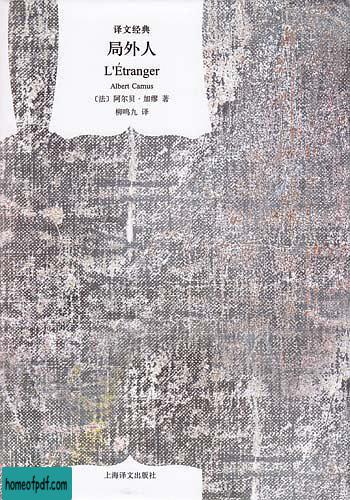 译文经典
局外人
L'Étranger
Albert Camus
〔法〕阿尔贝·加缪 著
柳鸣九 译
上海译文出版社
homeofpdf.com